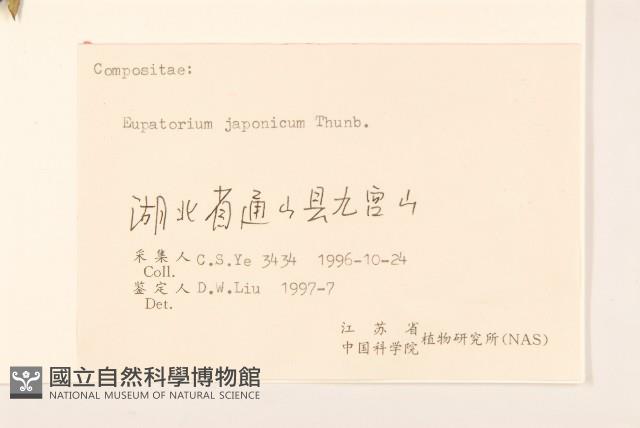 Compositae:
Eupatorium japonicum Thunb.
湖北省通山县九宫山
采集人 C.S.Ye 3434 1996-10-24
Coll.
鉴定人 D.W.Liu 1997-7
Det.
江苏省
中国科学院 植物研究所(NAS)
國立自然科學博物館
NATIONAL MUSEUM OF NATURAL SCIENCE